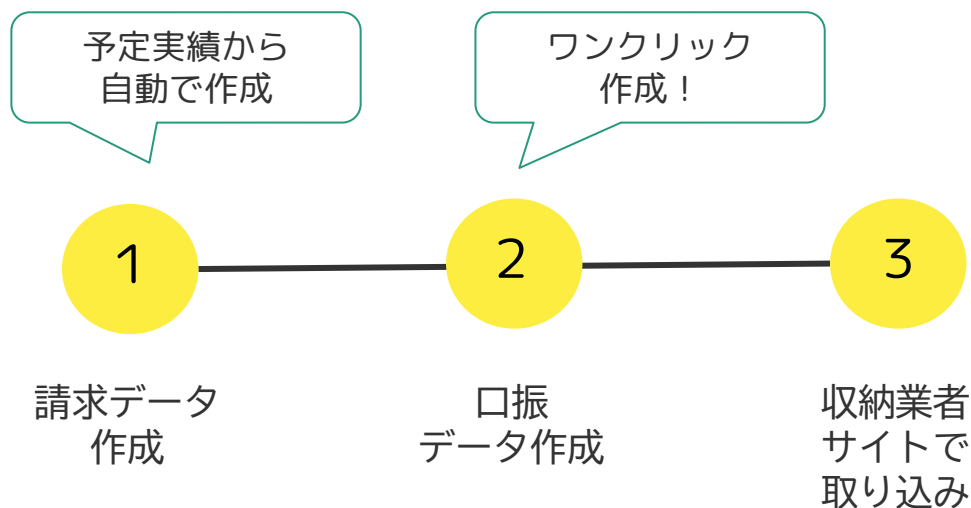 予定実績から
自動で作成
ワンクリック
作成！
1
2
3
請求データ
作成
口振
データ作成
収納業者
サイトで
取り込み